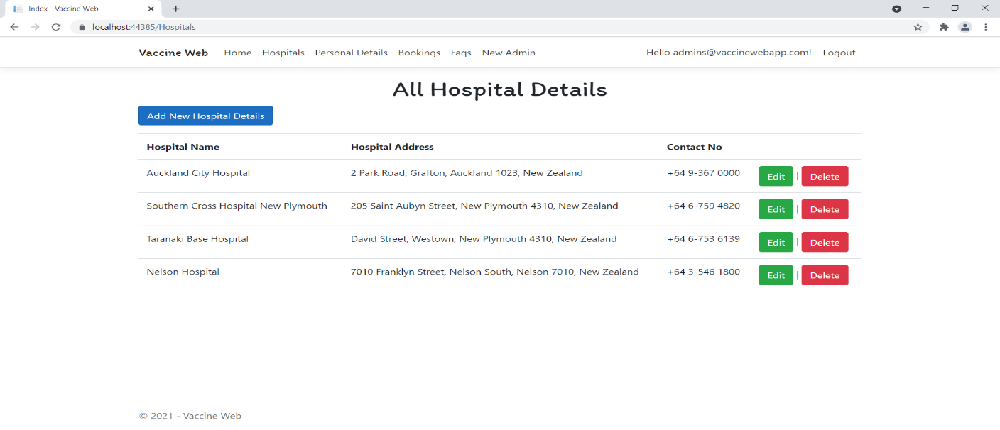 Index - Vaccine Web
localhost:44385/Hospitals
Vaccine Web Home Hospitals Personal Details Bookings Faqs New Admin Hello admins@vaccinewebapp.com! Logout
All Hospital Details
Add New Hospital Details
Hospital Name Hospital Address Contact No
Auckland City Hospital 2 Park Road, Grafton, Auckland 1023, New Zealand +64 9-367 0000 Edit | Delete
Southern Cross Hospital New Plymouth 205 Saint Aubyn Street, New Plymouth 4310, New Zealand +64 6-759 4820 Edit | Delete
Taranaki Base Hospital David Street, Westown, New Plymouth 4310, New Zealand +64 6-753 6139 Edit | Delete
Nelson Hospital 7010 Franklyn Street, Nelson South, Nelson 7010, New Zealand +64 3-546 1800 Edit | Delete
© 2021 - Vaccine Web